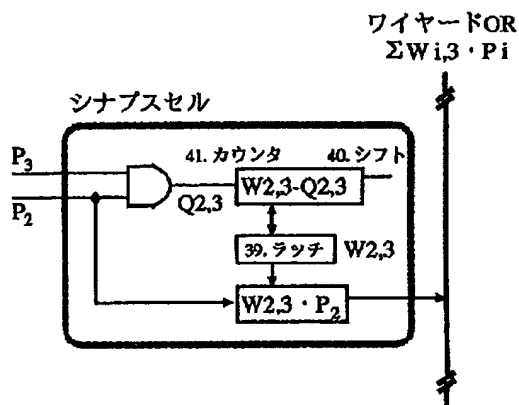 ワイヤードOR
ΣWi,3・Pi
シナプスセル
P3
P2
41. カウンタ
40. シフト
Q2,3
W2,3-Q2,3
39. ラッチ
W2,3
W2,3・P2